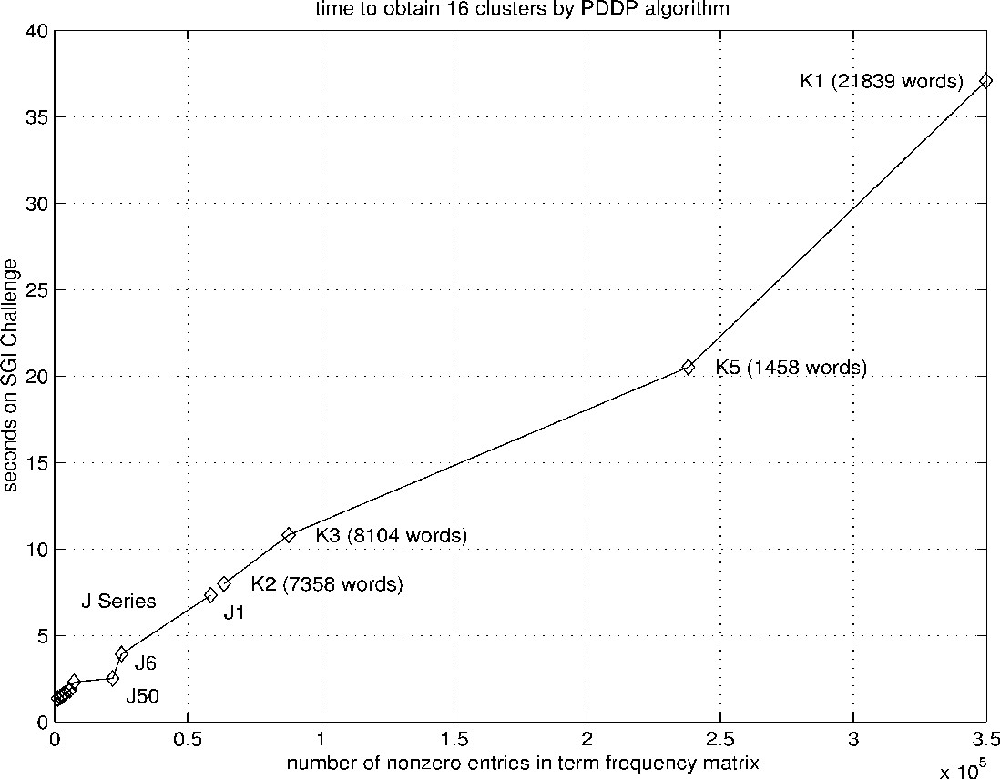 time to obtain 16 clusters by PDDP algorithm
40
K1 (21839 words)
35
30
25
20
K5 (1458 words)
15
10
K3 (8104 words)
K2 (7358 words)
J Series
J1
5
J6
J50
0
seconds on SGI Challenge
0 0.5 1 1.5 2 2.5 3 3.5
number of nonzero entries in term frequency matrix
x 10^5